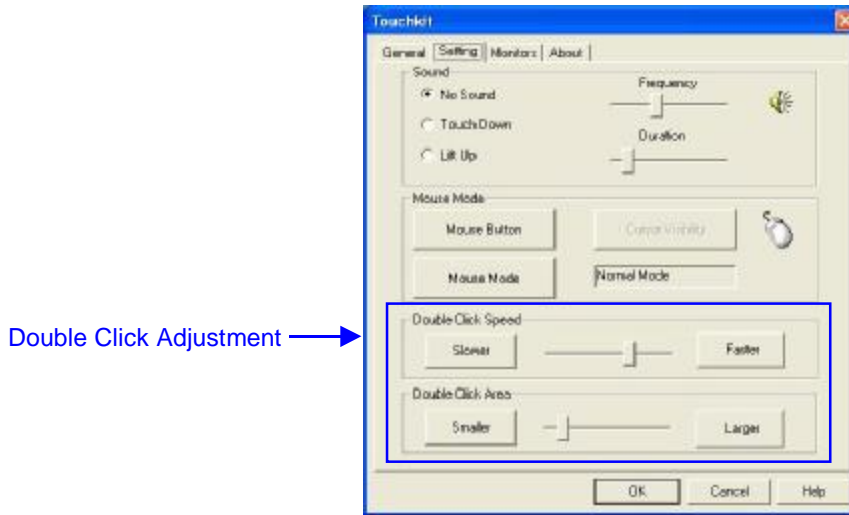 Touchkit
General Setting Monitors About
Sound
No Sound
Frequency
Touch Down
Duration
Lift Up
Mouse Mode
Mouse Button
Cursor Visibility
Mouse Mode
Normal Mode
Double Click Adjustment
Double Click Speed
Slower
Faster
Double Click Area
Smaller
Larger
OK
Cancel
Help